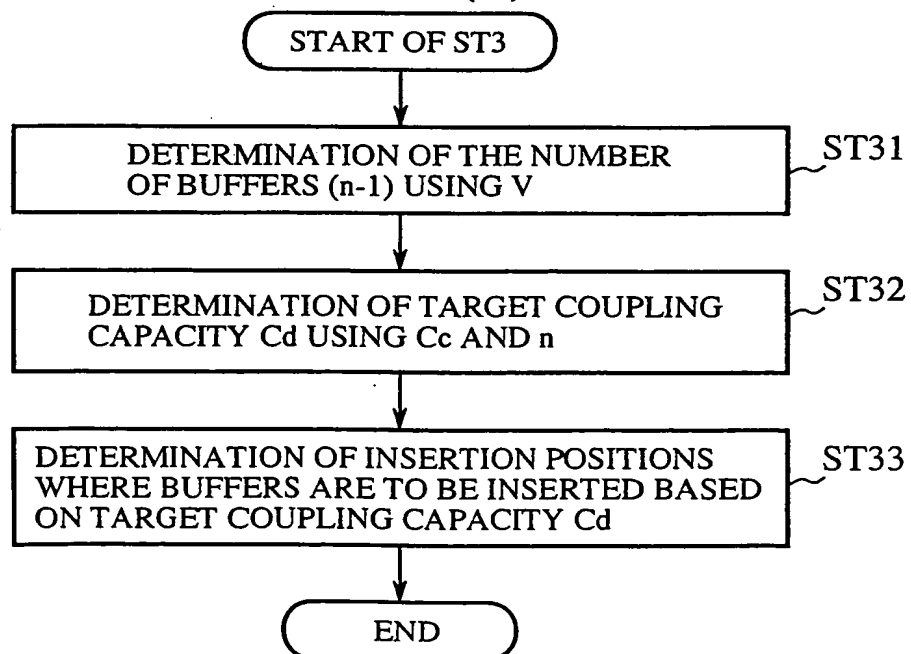 START OF ST3
DETERMINATION OF THE NUMBER
OF BUFFERS (n-1) USING V
ST31
DETERMINATION OF TARGET COUPLING
CAPACITY Cd USING Cc AND n
ST32
DETERMINATION OF INSERTION POSITIONS
WHERE BUFFERS ARE TO BE INSERTED BASED
ON TARGET COUPLING CAPACITY Cd
ST33
END